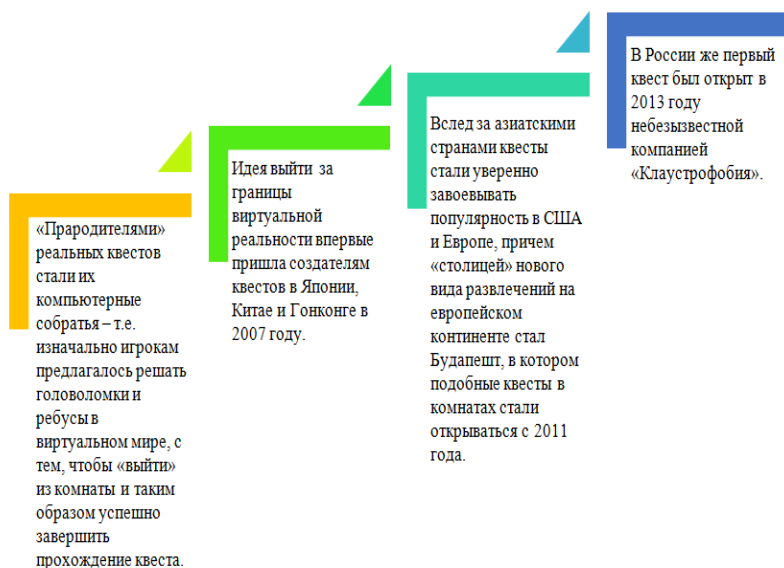 «Прародителями»
реальных квестов
стали их
компьютерные
собратья – т.е.
изначально игрокам
предлагалось решать
головоломки и
ребусы в
виртуальном мире, с
тем, чтобы «выйти»
из комнаты и таким
образом успешно
завершить
прохождение квеста.
Идея выйти за
границы
виртуальной
реальности впервые
пришла создателям
квестов в Японии,
Китае и Гонконге в
2007 году.
Вслед за азиатскими
странами квесты
стали уверенно
завоевывать
популярность в США
и Европе, причем
«столицей» нового
вида развлечений на
европейском
континенте стал
Будапешт, в котором
подобные квесты в
комнатах стали
открываться с 2011
года.
В России же первый
квест был открыт в
2013 году
небезызвестной
компанией
«Клаустрофобия».